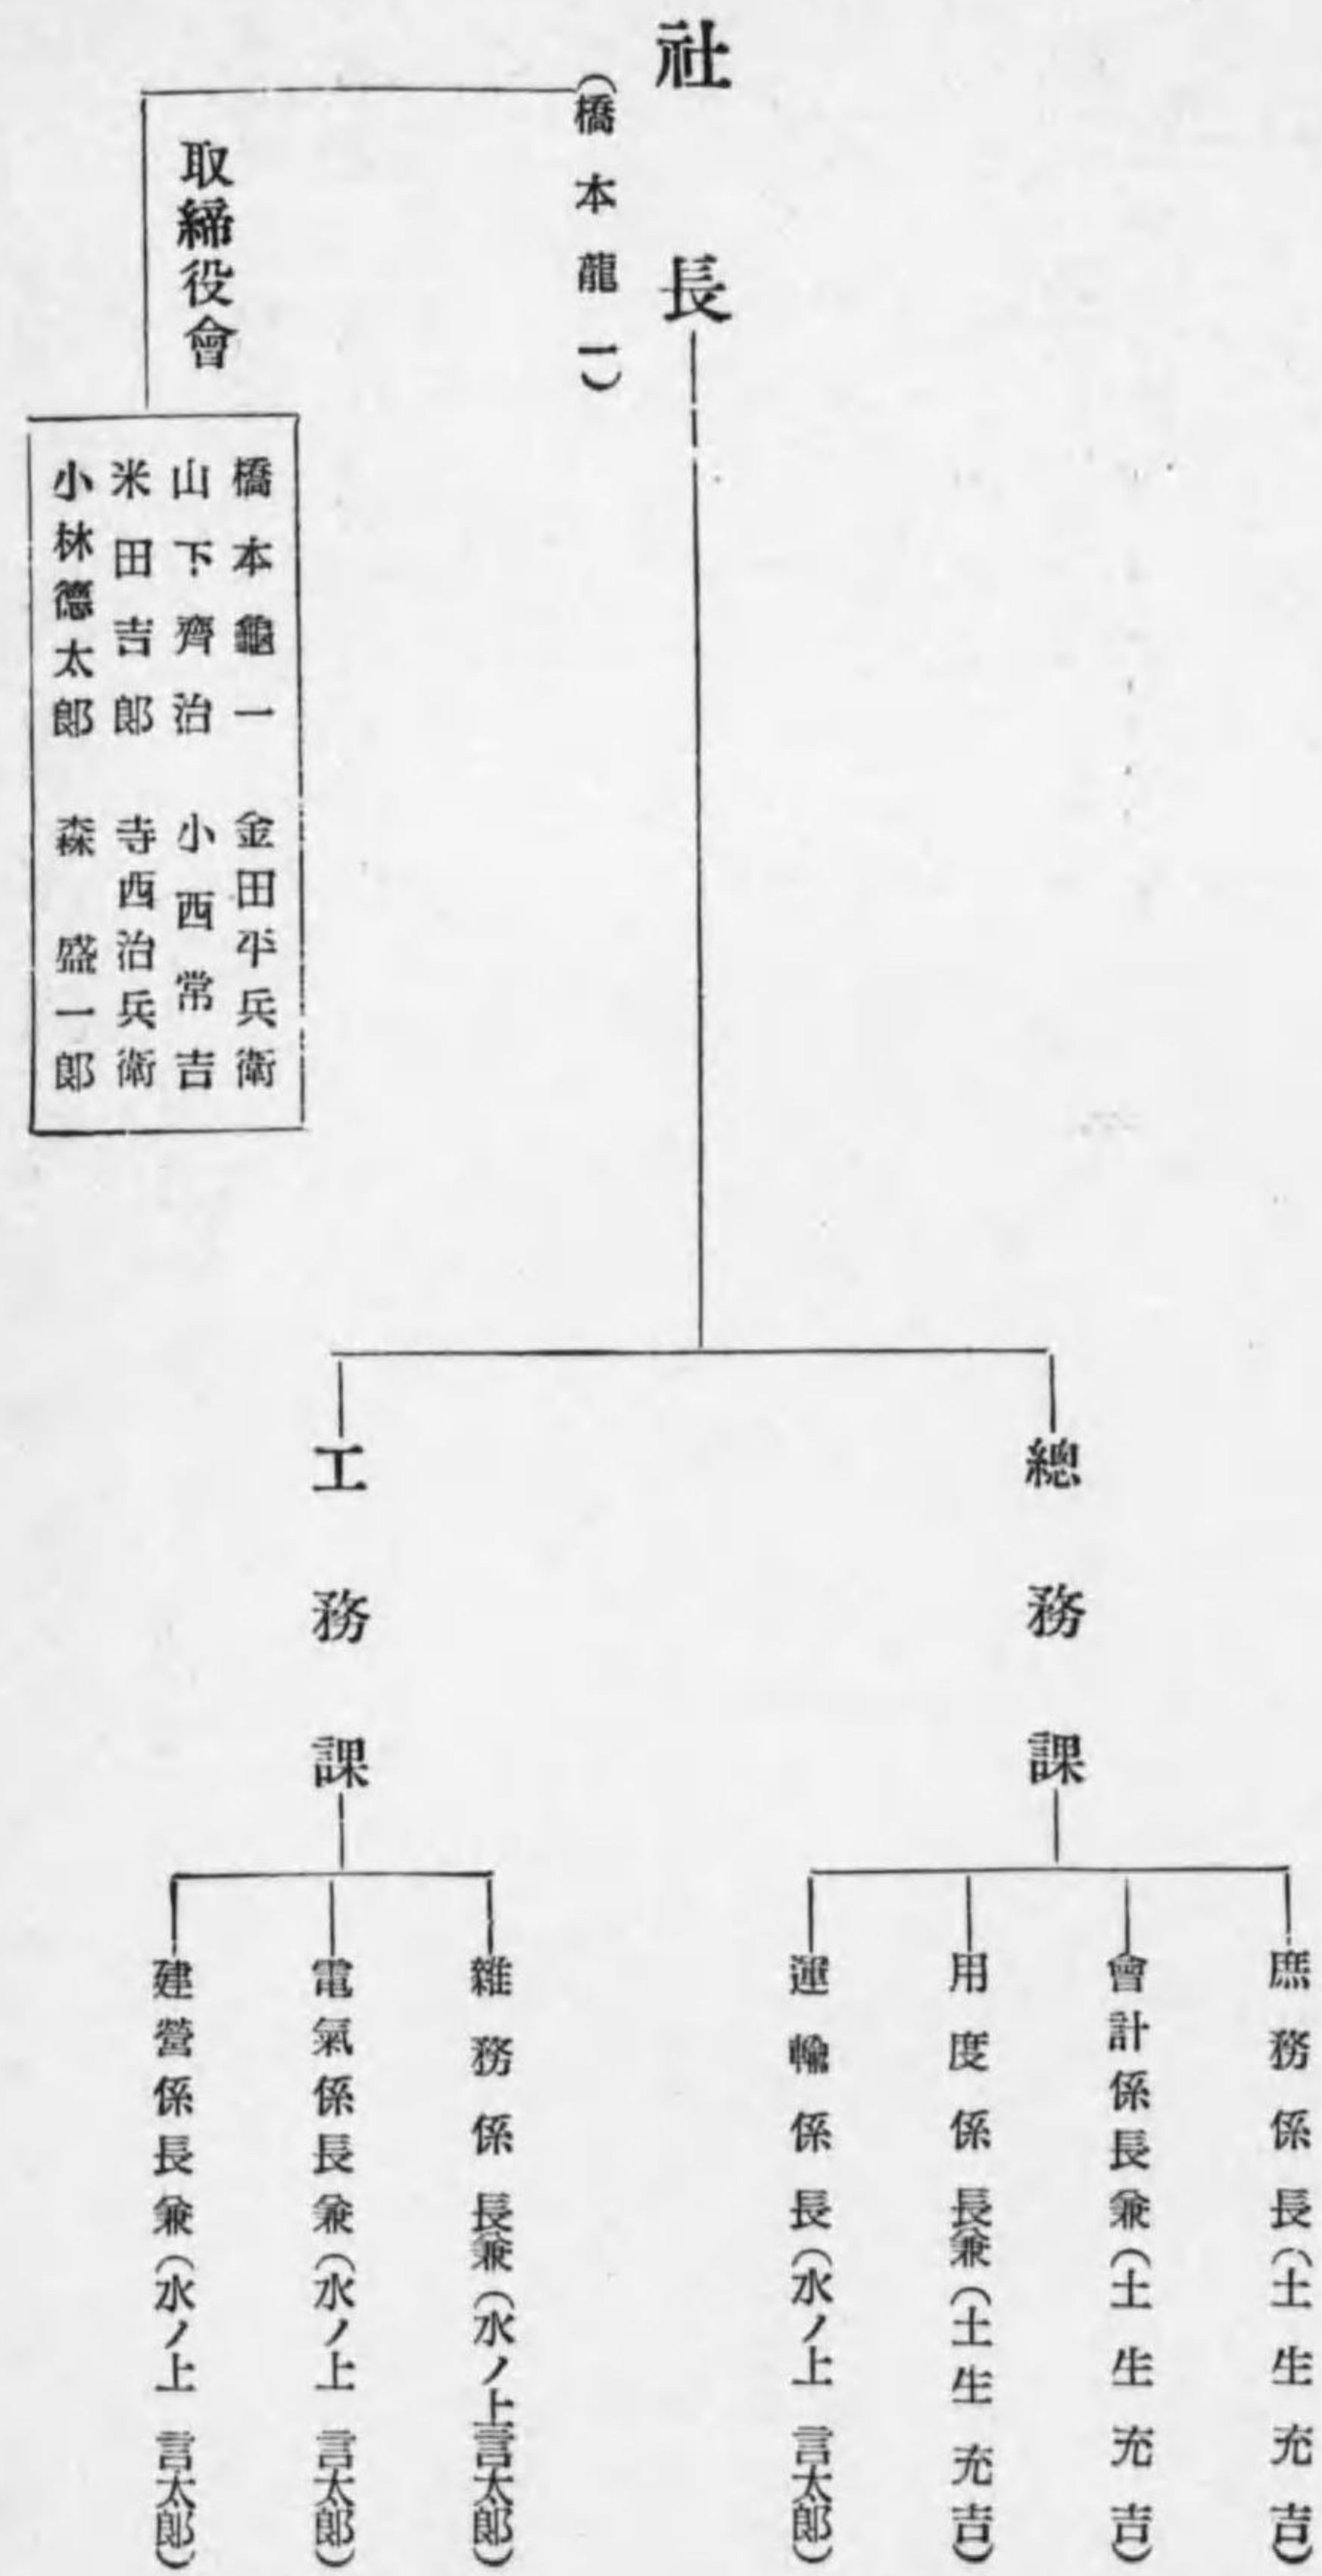 社長
(橋本龍一)
取締役會
橋本龜一 金田平兵衛
山下齊治 小西常吉
米田吉郎 寺西治兵衛
小林德太郎 森盛一郎
總務課
庶務係長(土生充吉)
會計係長兼(土生充吉)
用度係長兼(土生充吉)
運輸係長(水ノ上言太郎)
工務課
雜務係長兼(水ノ上言太郎)
電氣係長兼(水ノ上言太郎)
建營係長兼(水ノ上言太郎)